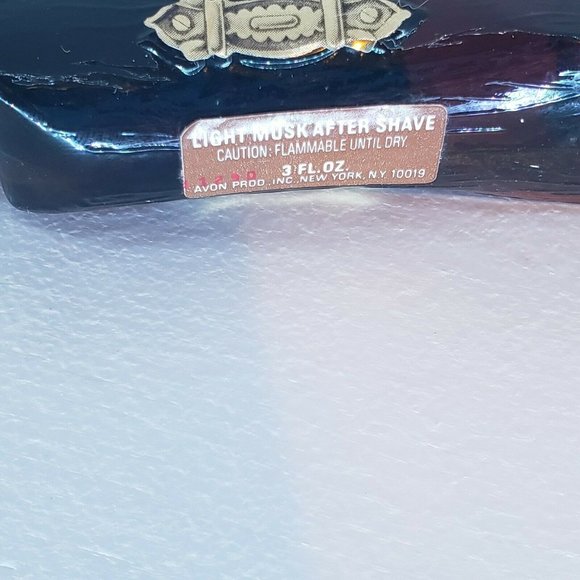 LIGHT MUSK AFTER SHAVE
CAUTION: FLAMMABLE UNTIL DRY
3 FL. OZ.
AVON PROD., INC., NEW YORK, N.Y. 10019